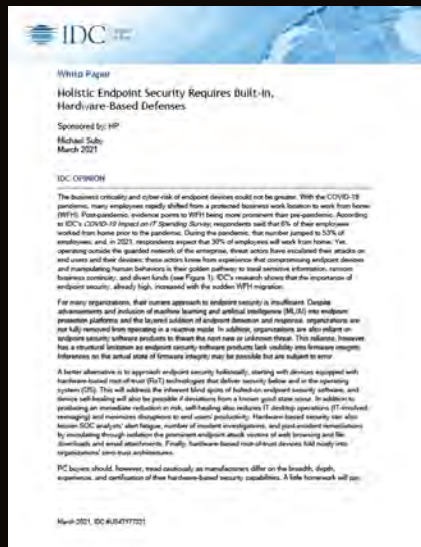 IDC
White Paper
Holistic Endpoint Security Requires Built-In,
Hardware-Based Defenses
Sponsored by: HP
Michael Suby
March 2021
IDC OPINION
The business criticality and cyber-risk of endpoint devices could not be greater. With the COVID-19
pandemic, many employees rapidly shifted from a protected business work location to work from home
(WFH). Post-pandemic, evidence points to WFH being more prominent than pre-pandemic. According
to IDC's COVID-19 Impact on IT Spending Survey, respondents said that 6% of their employees
worked from home prior to the pandemic. During the pandemic, that number jumped to 53% of
employees; and, in 2021, respondents expect that 30% of employees will work from home. Yet,
operating outside the guarded network of the enterprise, threat actors have escalated their attacks on
end users and their devices; these actors know from experience that compromising endpoint devices
and manipulating human behaviors is their golden pathway to steal sensitive information, ransom
business continuity, and divert funds (see Figure 1). IDC's research shows that the importance of
endpoint security, already high, increased with the sudden WFH migration.
For many organizations, their current approach to endpoint security is insufficient. Despite
advancements and inclusion of machine learning and artificial intelligence (ML/AI) into endpoint
protection platforms and the layered addition of endpoint detection and response, organizations are
not fully removed from operating in a reactive mode. In addition, organizations are also reliant on
endpoint security software products to thwart the next new or unknown threat. This reliance, however,
has a structural limitation as endpoint security software products lack visibility into firmware integrity.
Inferences on the actual state of firmware integrity may be possible but are subject to error.
A better alternative is to approach endpoint security holistically, starting with devices equipped with
hardware-based root-of-trust (RoT) technologies that deliver security below and in the operating
system (OS). This will address the inherent blind spots of bolted-on endpoint security software, and
device self-healing will also be possible if deviations from a known good state occur. In addition to
producing an immediate reduction in risk, self-healing also reduces IT desktop operations (IT-involved
reimaging) and minimizes disruptions to end users' productivity. Hardware-based security can also
lessen SOC analysts' alert fatigue, number of incident investigations, and post-incident remediations
by inoculating through isolation the prominent endpoint attack vectors of web browsing and file
downloads and email attachments. Finally, hardware-based root-of-trust devices fold nicely into
organizations' zero-trust architectures.
PC buyers should, however, tread cautiously as manufacturers differ on the breadth, depth,
experience, and certification of their hardware-based security capabilities. A little homework will pay
March 2021, IDC #US47177221